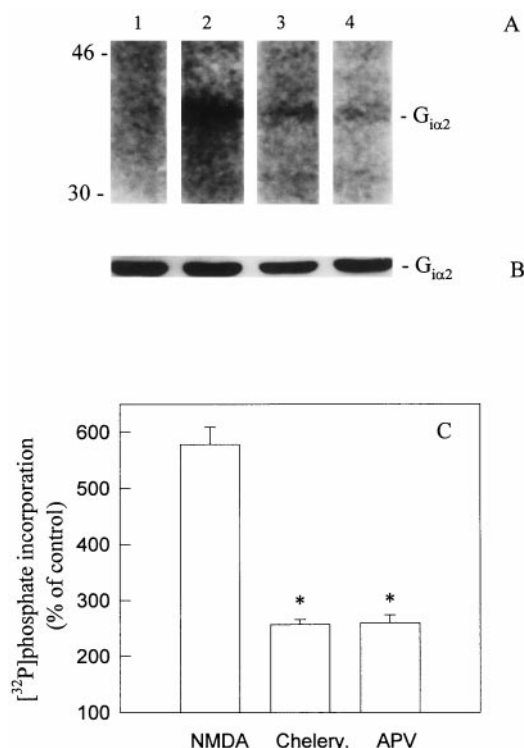 1 2 3 4 A
46 -
- Giα2
30 -
- Giα2 B
C
[32P]phosphate incorporation
(% of control)
600
500
400
300
200
100
* *
NMDA Chelery. APV